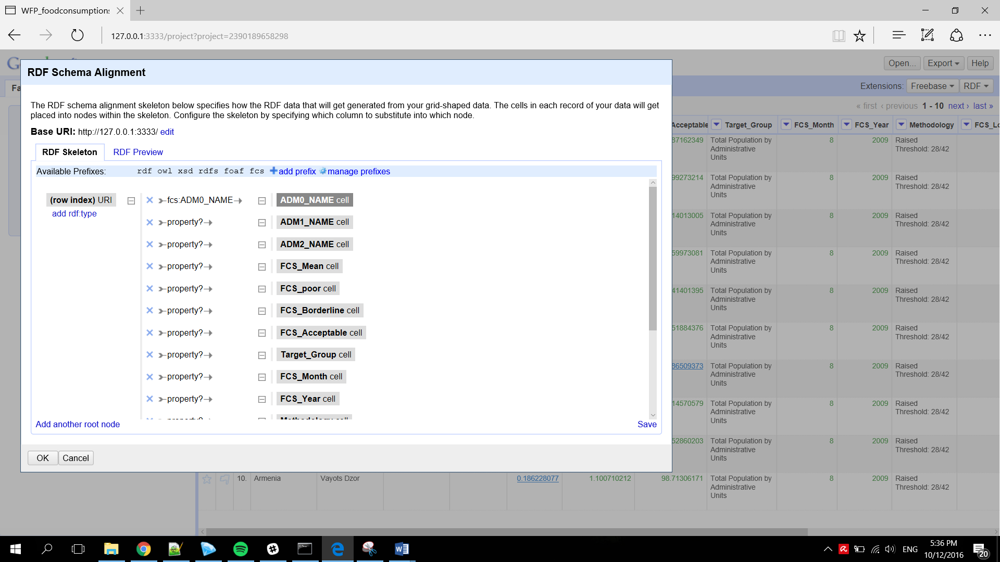 WFP_foodconsumption
127.0.0.1:3333/project?project=2390189658298
Open...
Export
Help
RDF Schema Alignment
Extensions:
Freebase
RDF
The RDF schema alignment skeleton below specifies how the RDF data that will get generated from your grid-shaped data. The cells in each record of your data will get
placed into nodes within the skeleton. Configure the skeleton by specifying which column to substitute into which node.
« first ‹ previous 1 - 10 next › last »
Base URI: http://127.0.0.1:3333/ edit
RDF Skeleton
RDF Preview
Available Prefixes: rdf owl xsd rdfs foaf fcs add prefix manage prefixes
(row index) URI
add rdf:type
fcs:ADM0_NAME ADM0_NAME cell
property? ADM1_NAME cell
property? ADM2_NAME cell
property? FCS_Mean cell
property? FCS_poor cell
property? FCS_Borderline cell
property? FCS_Acceptable cell
property? Target_Group cell
property? FCS_Month cell
property? FCS_Year cell
property? Methodology cell
Add another root node
Save
OK
Cancel
Acceptable Target_Group FCS_Month FCS_Year Methodology FCS_Lo
87162349 Total Population by 8 2009 Raised
Administrative Threshold: 28/42
Units
99273214 Total Population by 8 2009 Raised
Administrative Threshold: 28/42
Units
14013005 Total Population by 8 2009 Raised
Administrative Threshold: 28/42
Units
59973081 Total Population by 8 2009 Raised
Administrative Threshold: 28/42
Units
41401395 Total Population by 8 2009 Raised
Administrative Threshold: 28/42
Units
51884376 Total Population by 8 2009 Raised
Administrative Threshold: 28/42
Units
86509373 Total Population by 8 2009 Raised
Administrative Threshold: 28/42
Units
14570579 Total Population by 8 2009 Raised
Administrative Threshold: 28/42
Units
52860203 Total Population by 8 2009 Raised
Administrative Threshold: 28/42
Units
10. Armenia Vayots Dzor 0.186228077 1.100710212 98.71306171 Total Population by 8 2009 Raised
Administrative Threshold: 28/42
Units
ENG
5:36 PM
10/12/2016
20